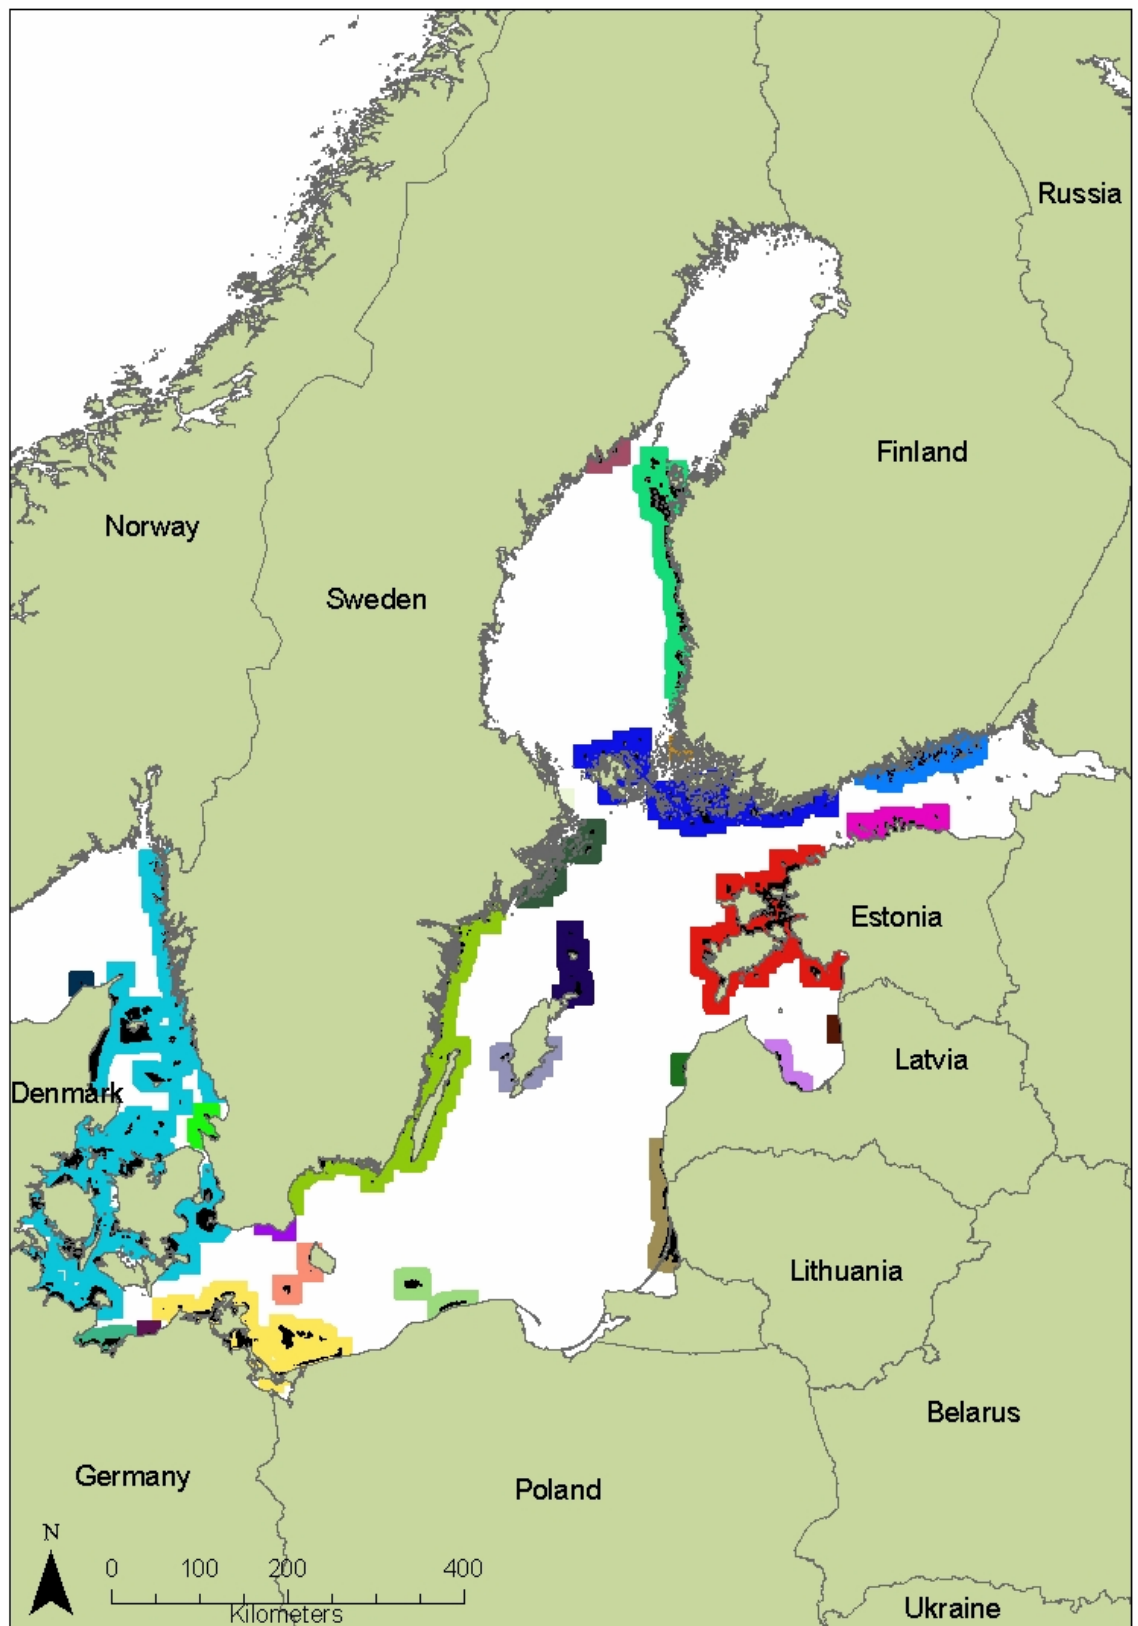 Russia
Finland
Norway
Sweden
Estonia
Latvia
Denmark
Lithuania
Belarus
Germany
Poland
N
0 100 200 400
Kilometers
Ukraine